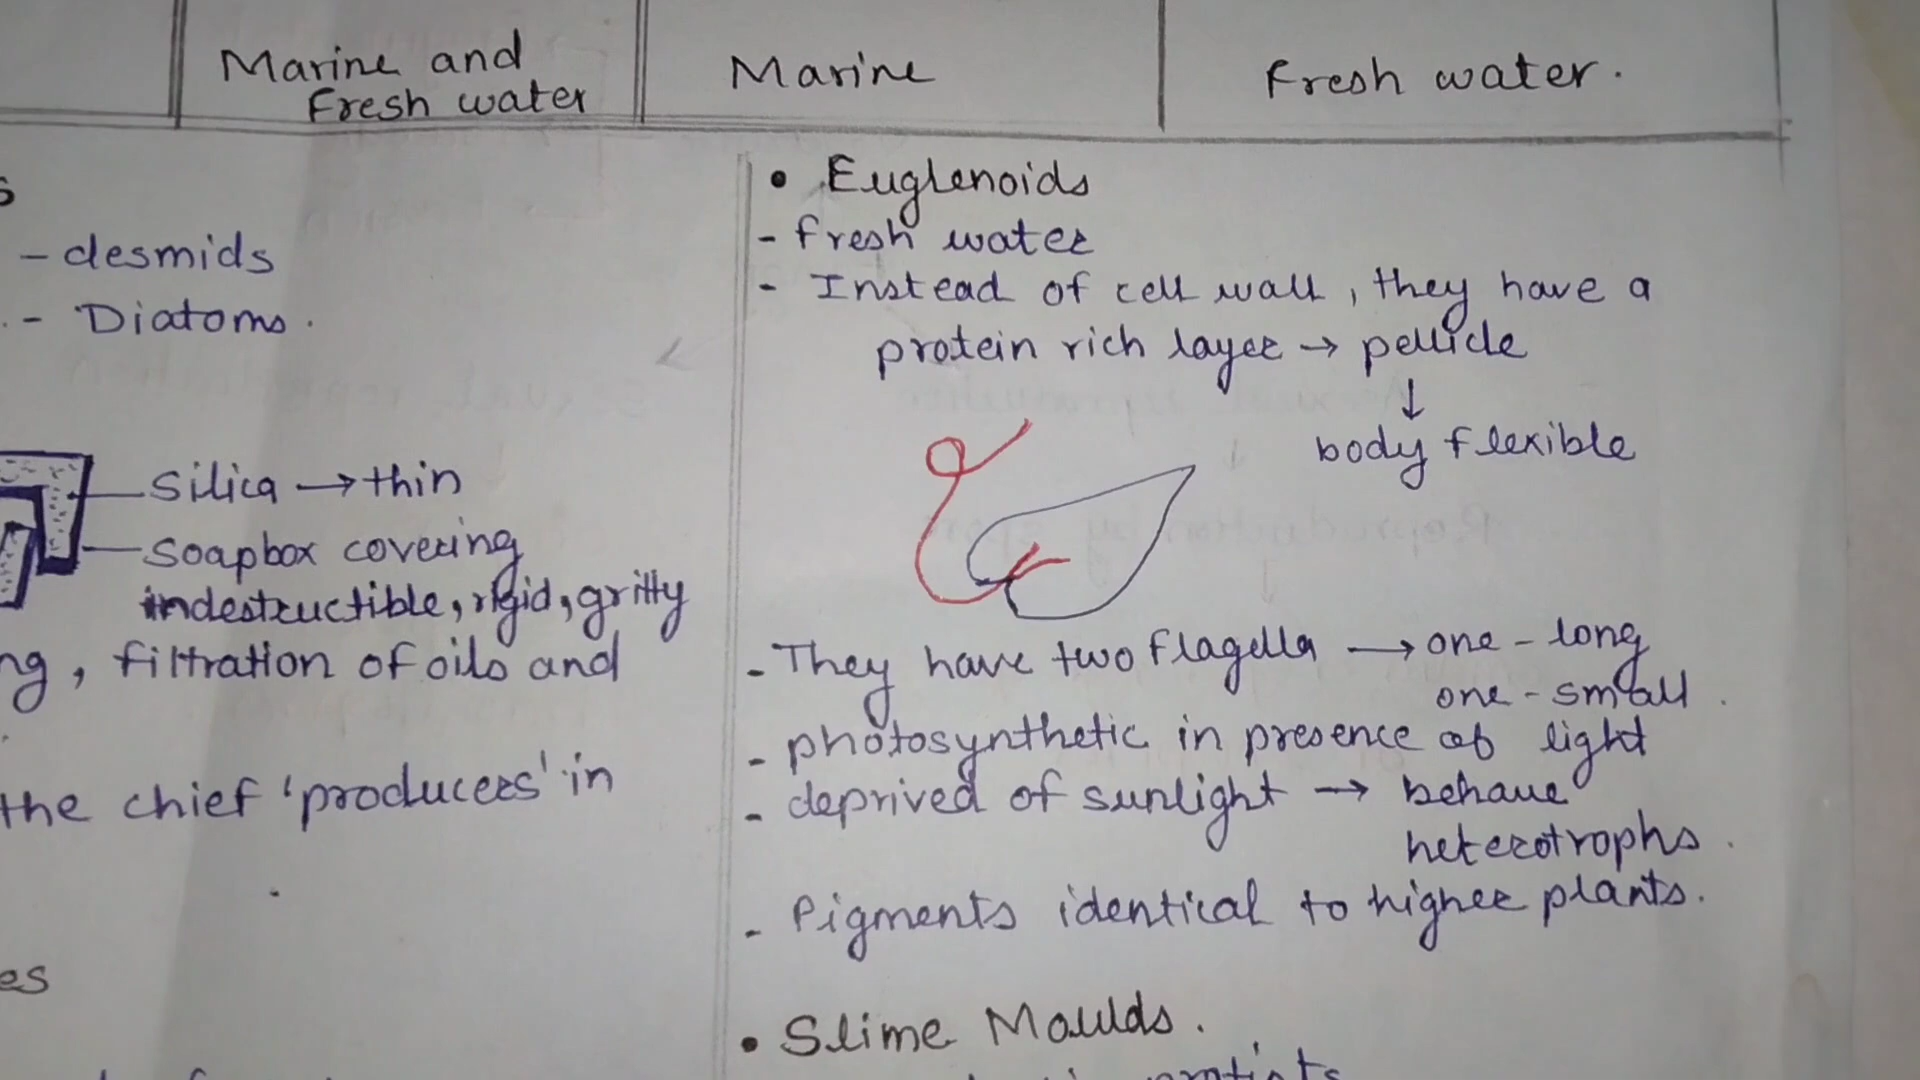 Marine and
Fresh water
Marine
Fresh water.
- desmids
- Diatoms.
Silica → thin
Soapbox covering
indestructible, rigid, gritty
ng, filtration of oils and
the chief 'producers' in
es
• Euglenoids
- fresh water
- Instead of cell wall, they have a
protein rich layer → pellicle
↓
body flexible
- They have two flagella → one - long
one - small.
- photosynthetic in presence of light
- deprived of sunlight → behave
heterotrophs.
- Pigments identical to higher plants.
• Slime Moulds.
protists